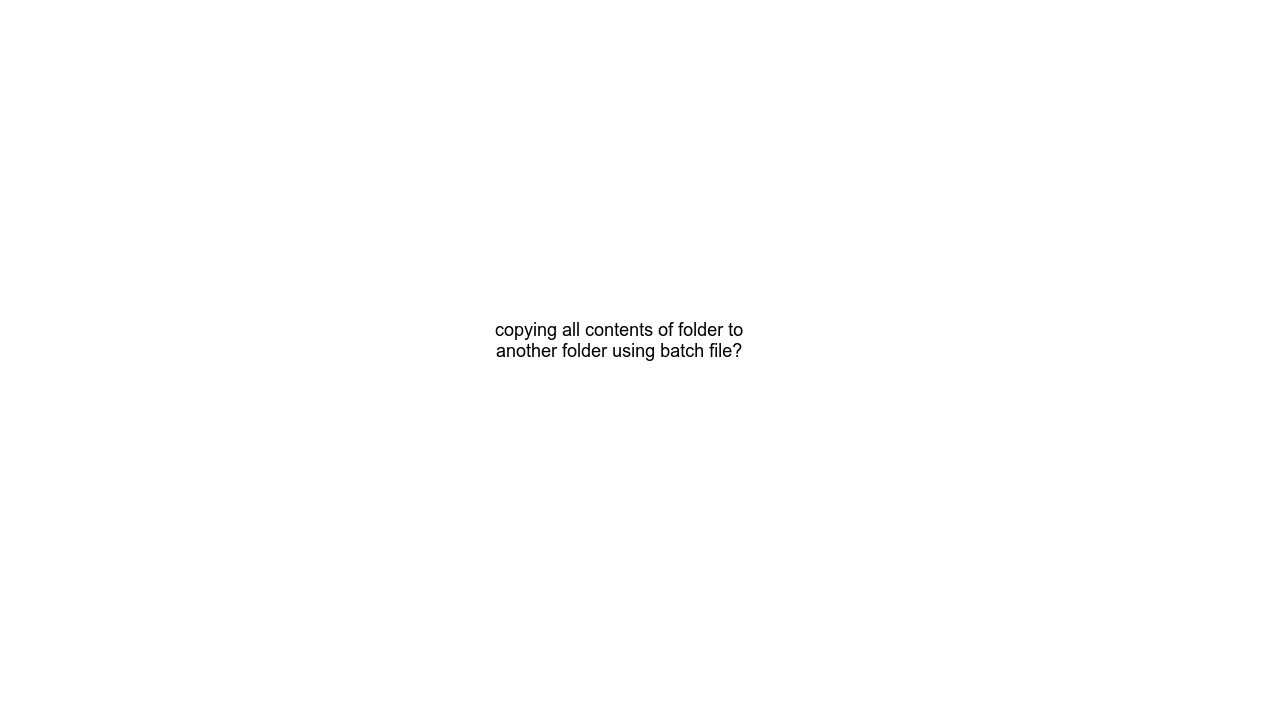 copying all contents of folder to
another folder using batch file?